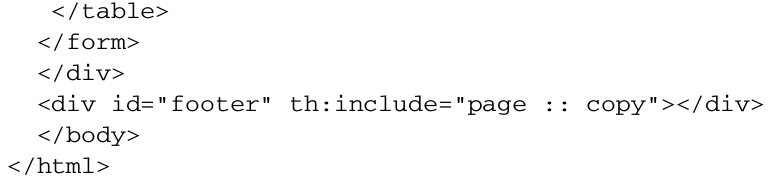 </table>
  </form>
  </div>
  <div id="footer" th:include="page :: copy"></div>
  </body>
</html>